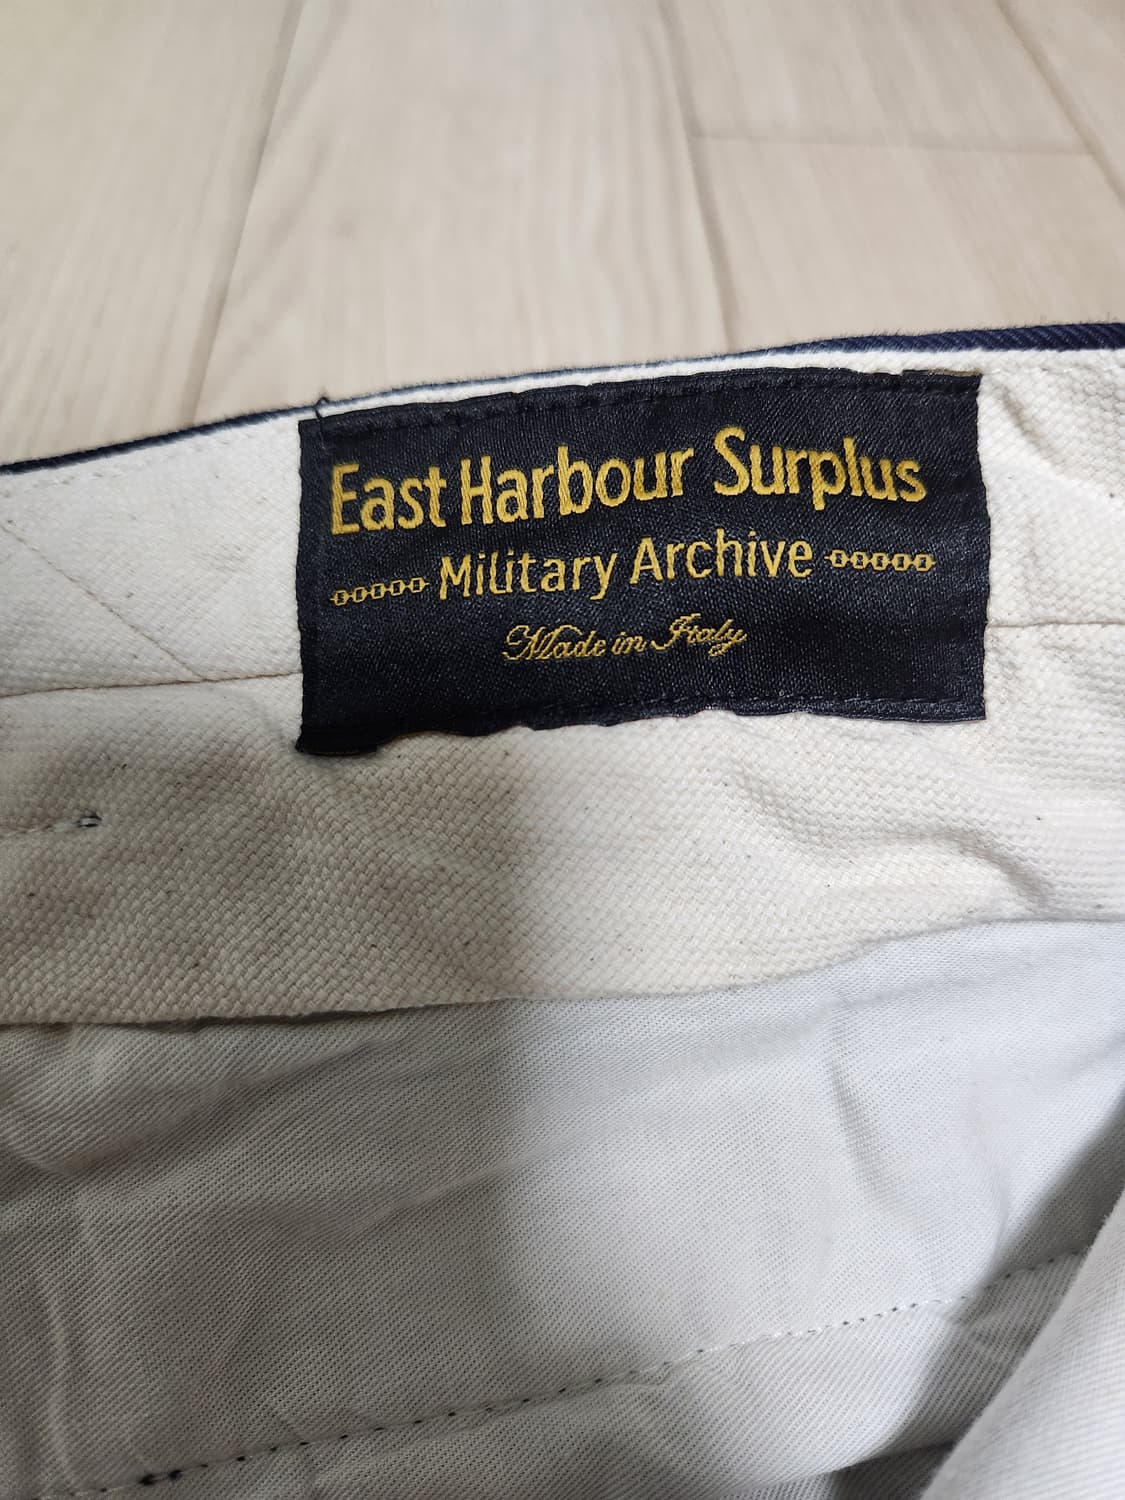 East Harbour Surplus
Military Archive
Made in Italy